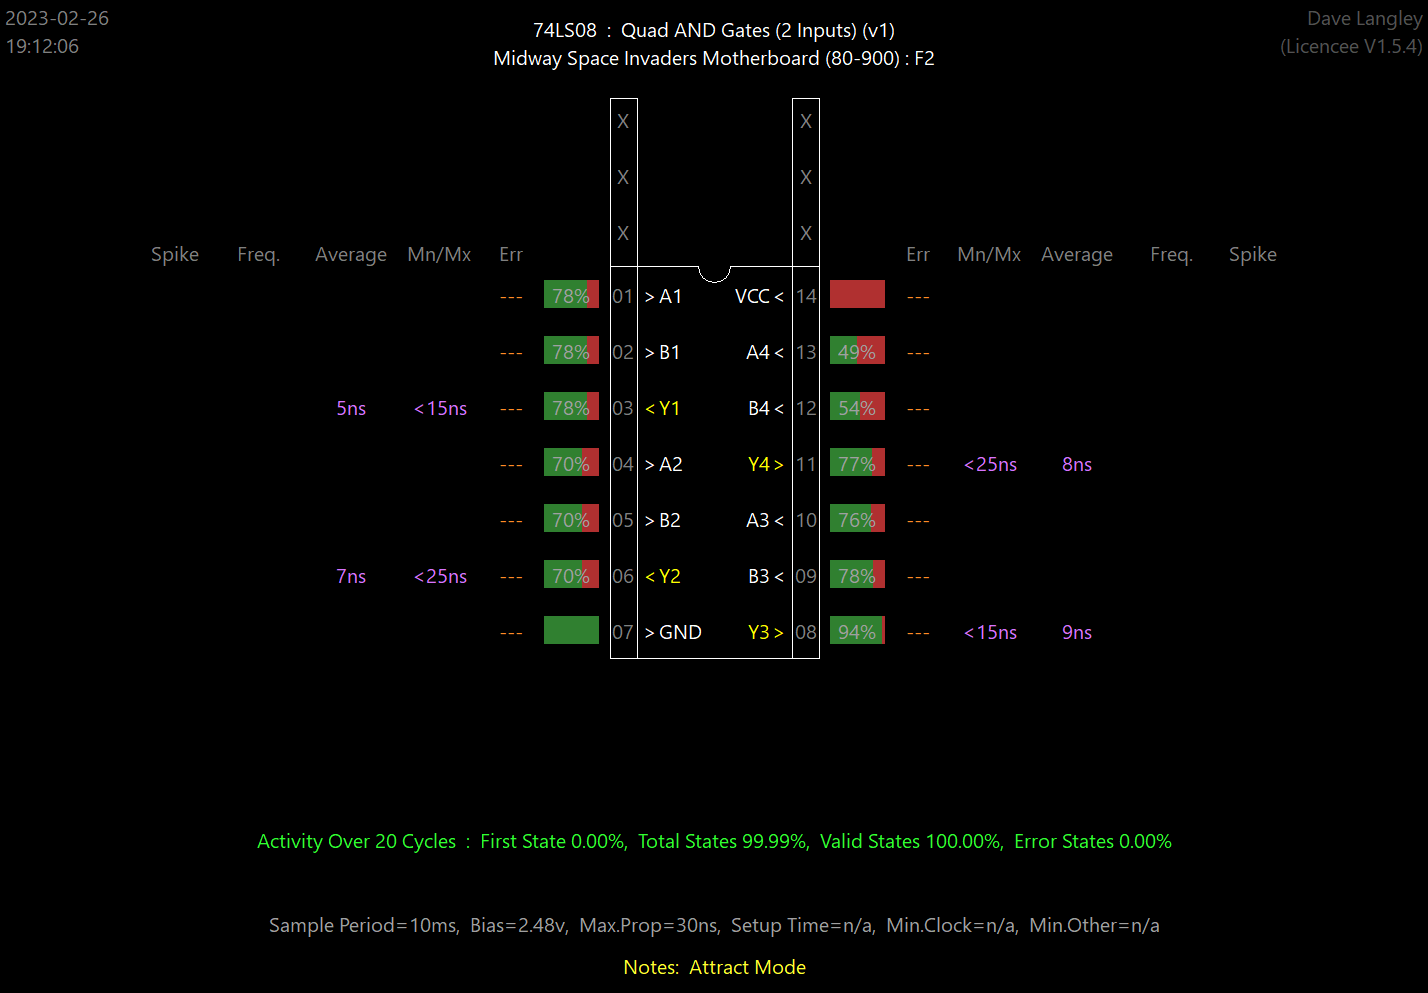 2023-02-26
19:12:06
74LS08 : Quad AND Gates (2 Inputs) (v1)
Midway Space Invaders Motherboard (80-900) : F2
Dave Langley
(Licencee V1.5.4)
X X
X X
X X
Spike Freq. Average Mn/Mx Err Err Mn/Mx Average Freq. Spike
--- 78% 01 >A1 VCC< 14 ---
--- 78% 02 >B1 A4< 13 49% ---
5ns <15ns --- 78% 03 <Y1 B4< 12 54% ---
--- 70% 04 >A2 Y4> 11 77% --- <25ns 8ns
--- 70% 05 >B2 A3< 10 76% ---
7ns <25ns --- 70% 06 <Y2 B3< 09 78% ---
--- 07 >GND Y3> 08 94% --- <15ns 9ns
Activity Over 20 Cycles : First State 0.00%, Total States 99.99%, Valid States 100.00%, Error States 0.00%
Sample Period=10ms, Bias=2.48v, Max.Prop=30ns, Setup Time=n/a, Min.Clock=n/a, Min.Other=n/a
Notes: Attract Mode